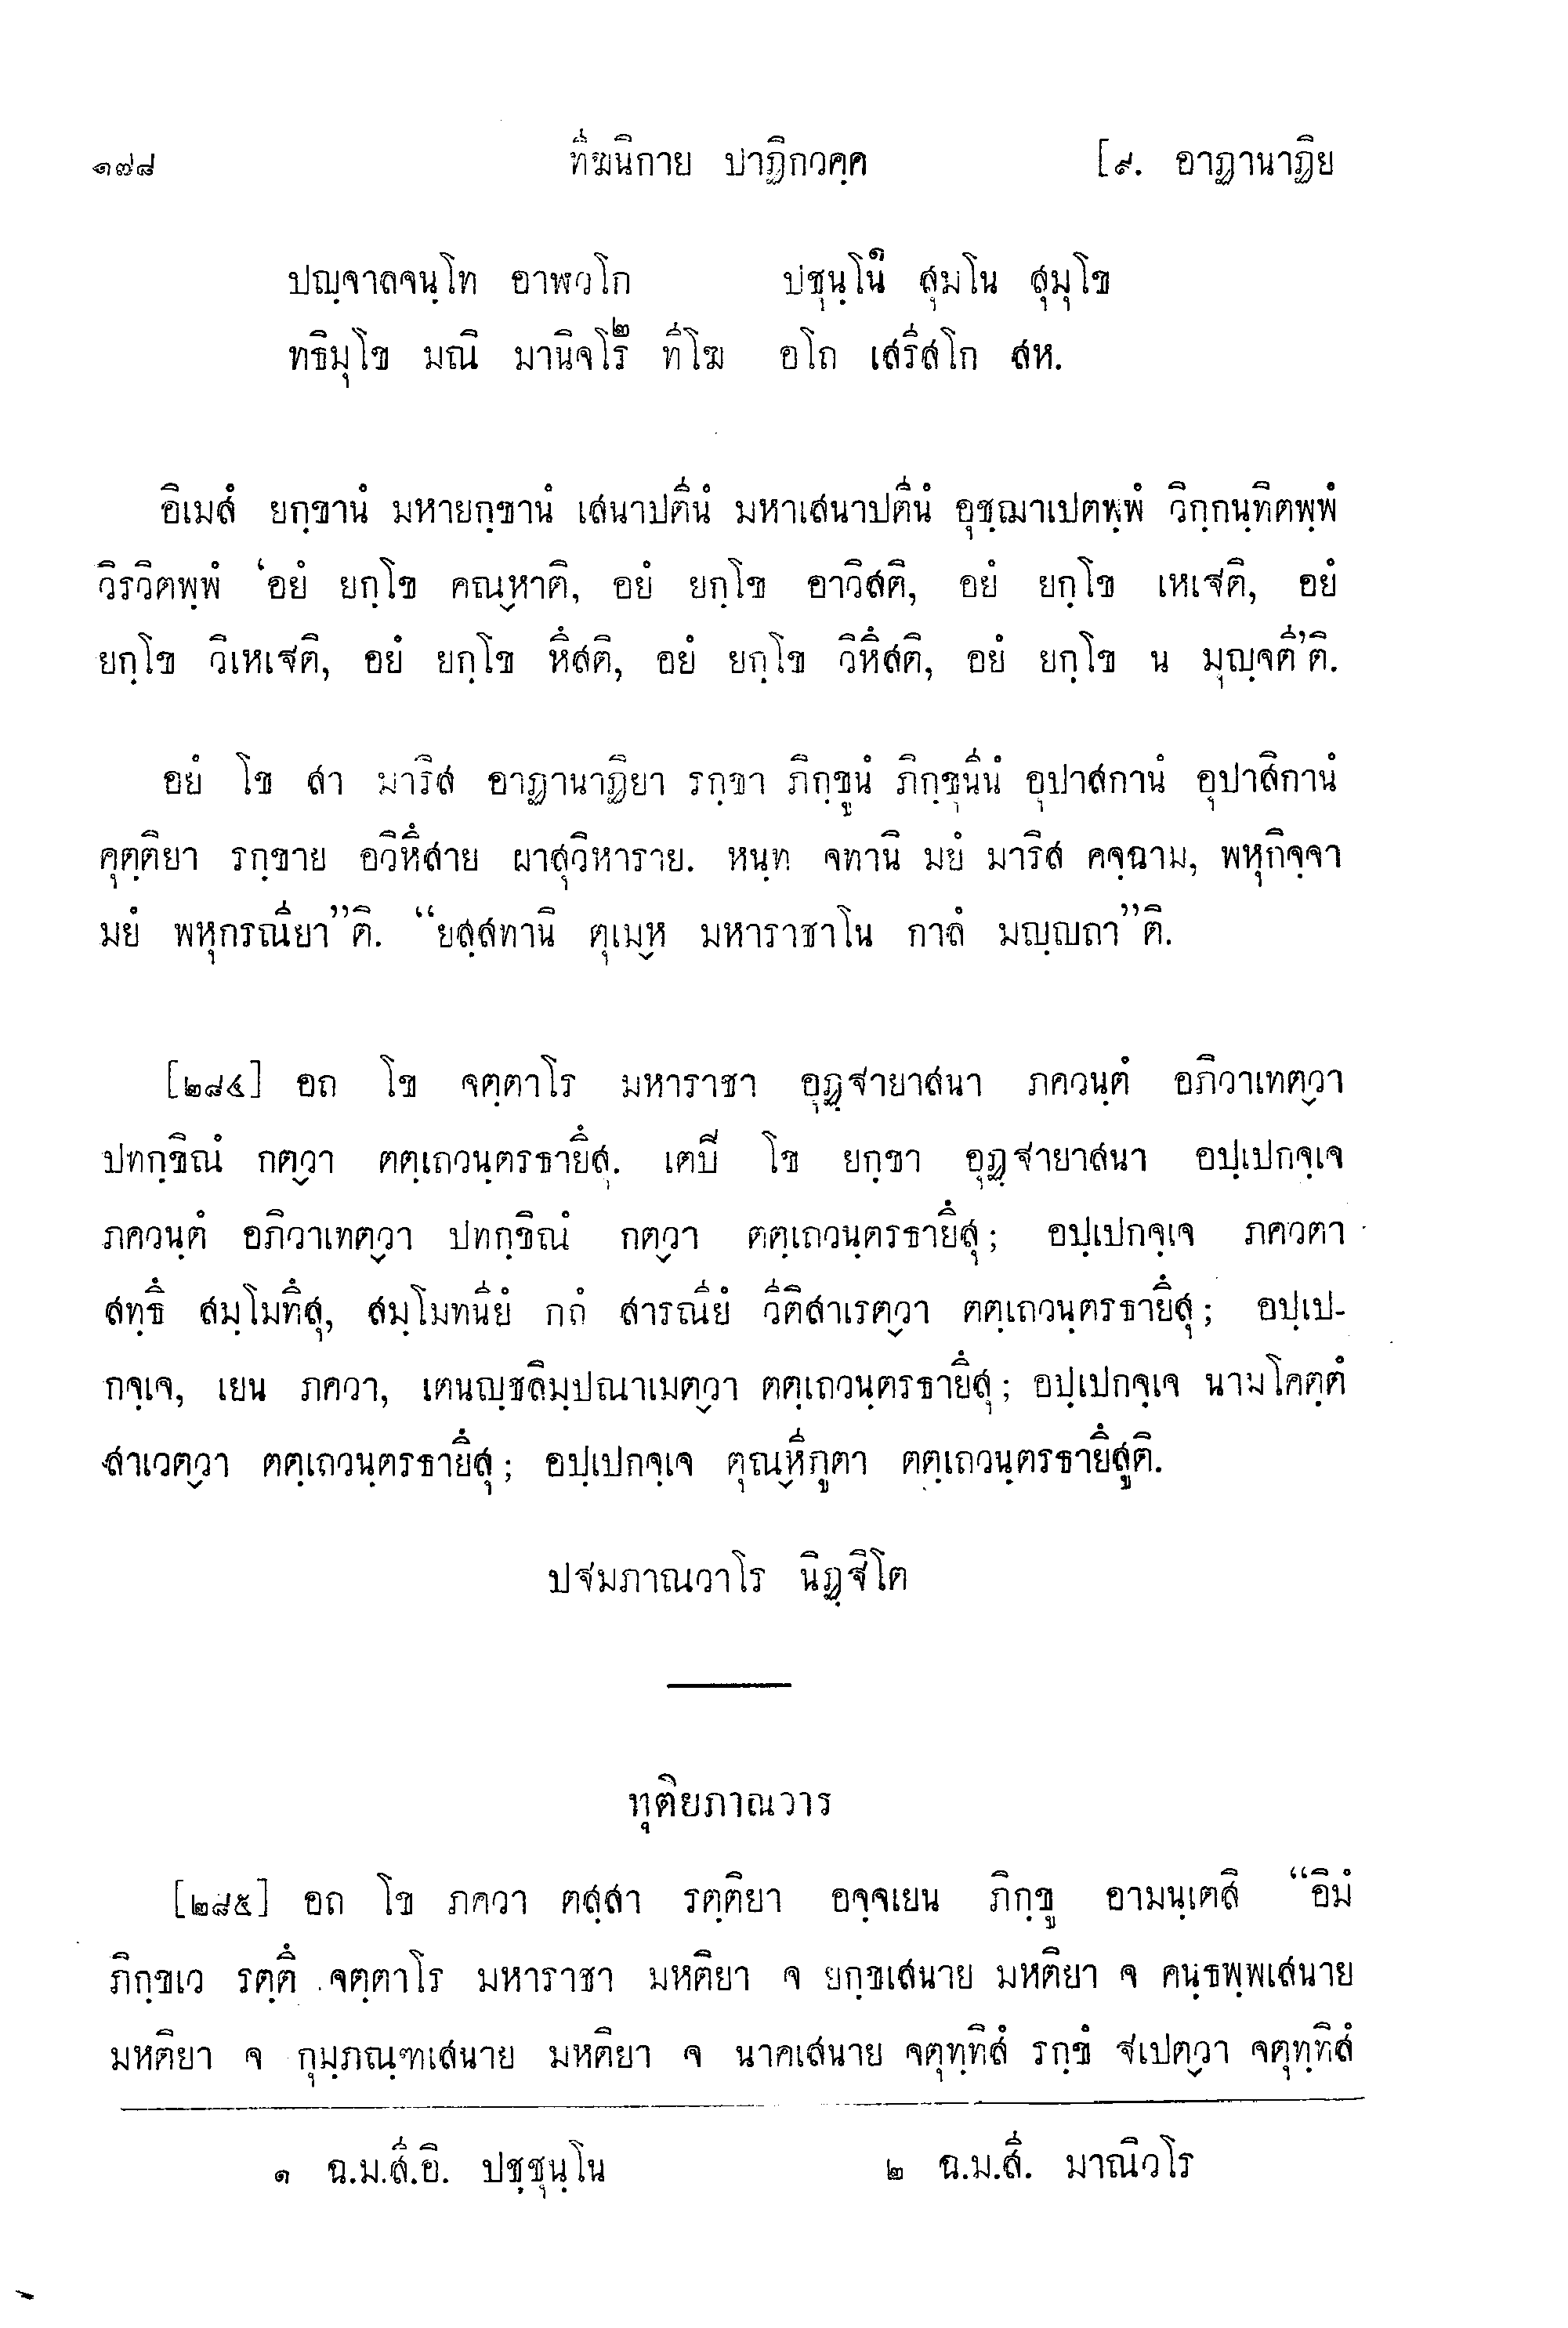 ๑๗๘ ทีฆนิกาย ปาฏิกวคฺค [๙. อาฏานาฏิย
ปญฺจาลจนฺโท อาฬวโก ปชุนฺโน๑ สุมโน สุมุโข
ทธิมุโข มณี มานิจโร๒ ทีโฆ อโถ เสรีสโก สห.
อิเมสํ ยกฺขานํ มหายกฺขานํ เสนาปตีนํ มหาเสนาปตีนํ อุชฺฌาเปตพฺพํ วิกฺกนฺทิตพฺพํ
วิรวิตพฺพํ ‘อยํ ยกฺโข คณฺหาติ, อยํ ยกฺโข อาวิสติ, อยํ ยกฺโข เหเฐติ, อยํ
ยกฺโข วิเหเฐติ, อยํ ยกฺโข หึสติ, อยํ ยกฺโข วิหึสติ, อยํ ยกฺโข น มุญฺจตี’ติ.
อยํ โข สา มาริส อาฏานาฏิยา รกฺขา ภิกฺขูนํ ภิกฺขุนีนํ อุปาสกานํ อุปาสิกานํ
คุตฺติยา รกฺขาย อวิหึสาย ผาสุวิหาราย. หนฺท จทานิ มยํ มาริส คจฺฉาม, พหุกิจฺจา
มยํ พหุกรณียา”ติ. “ยสฺสทานิ ตุเมฺห มหาราชาโน กาลํ มญฺญถา”ติ.
[๒๘๔] อถ โข จตฺตาโร มหาราชา อุฏฺฐายาสนา ภควนฺตํ อภิวาเทตฺวา
ปทกฺขิณํ กตฺวา ตตฺเถวนฺตรธายึสุ. เตปิ โข ยกฺขา อุฏฺฐายาสนา อปฺเปกจฺเจ
ภควนฺตํ อภิวาเทตฺวา ปทกฺขิณํ กตฺวา ตตฺเถวนฺตรธายึสุ; อปฺเปกจฺเจ ภควตา
สทฺธึ สมฺโมทึสุ, สมฺโมทนียํ กถํ สารณียํ วีติสาเรตฺวา ตตฺเถวนฺตรธายึสุ; อปฺเป-
กจฺเจ, เยน ภควา, เตนญฺชลิมฺปณาเมตฺวา ตตฺเถวนฺตรธายึสุ; อปฺเปกจฺเจ นามโคตฺตํ
สาเวตฺวา ตตฺเถวนฺตรธายึสุ; อปฺเปกจฺเจ ตุณฺหีภูตา ตตฺเถวนฺตรธายึสูติ.
ปฐมภาณวาโร นิฏฺฐิโต
ทุติยภาณวาร
[๒๘๕] อถ โข ภควา ตสฺสา รตฺติยา อจฺจเยน ภิกฺขู อามนฺเตสิ “อิมํ
ภิกฺขเว รตฺตึ จตฺตาโร มหาราชา มหติยา จ ยกฺขเสนาย มหติยา จ คนฺธพฺพเสนาย
มหติยา จ กุมฺภณฺฑเสนาย มหติยา จ นาคเสนาย จตุทฺทิสํ รกฺขํ ฐเปตฺวา จตุทฺทิสํ
๑ ฉ.ม.สี.อิ. ปชฺชุนฺโน ๒ ฉ.ม.สี. มาณิวโร